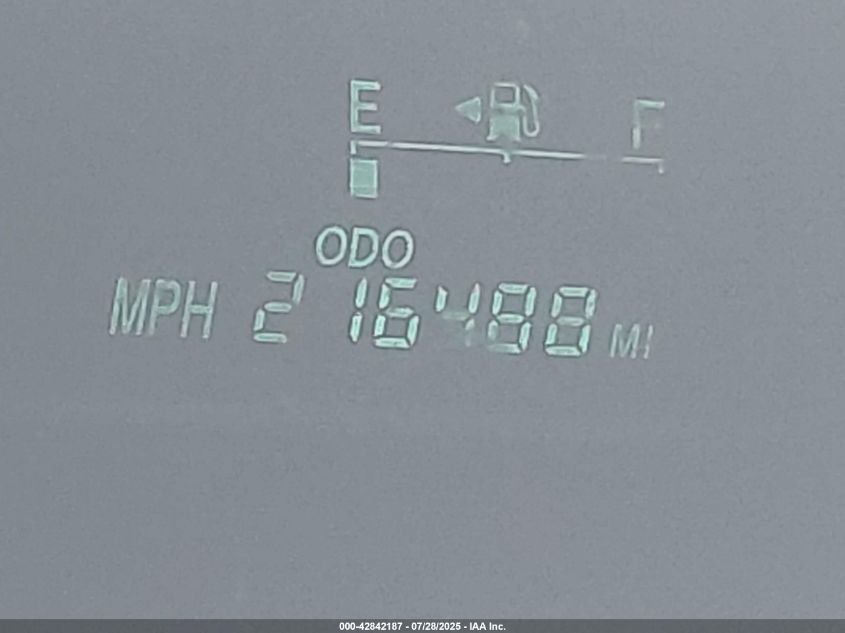 E F
ODO
MPH 216488 MI
000-42842187 - 07/28/2025 - IAA Inc.